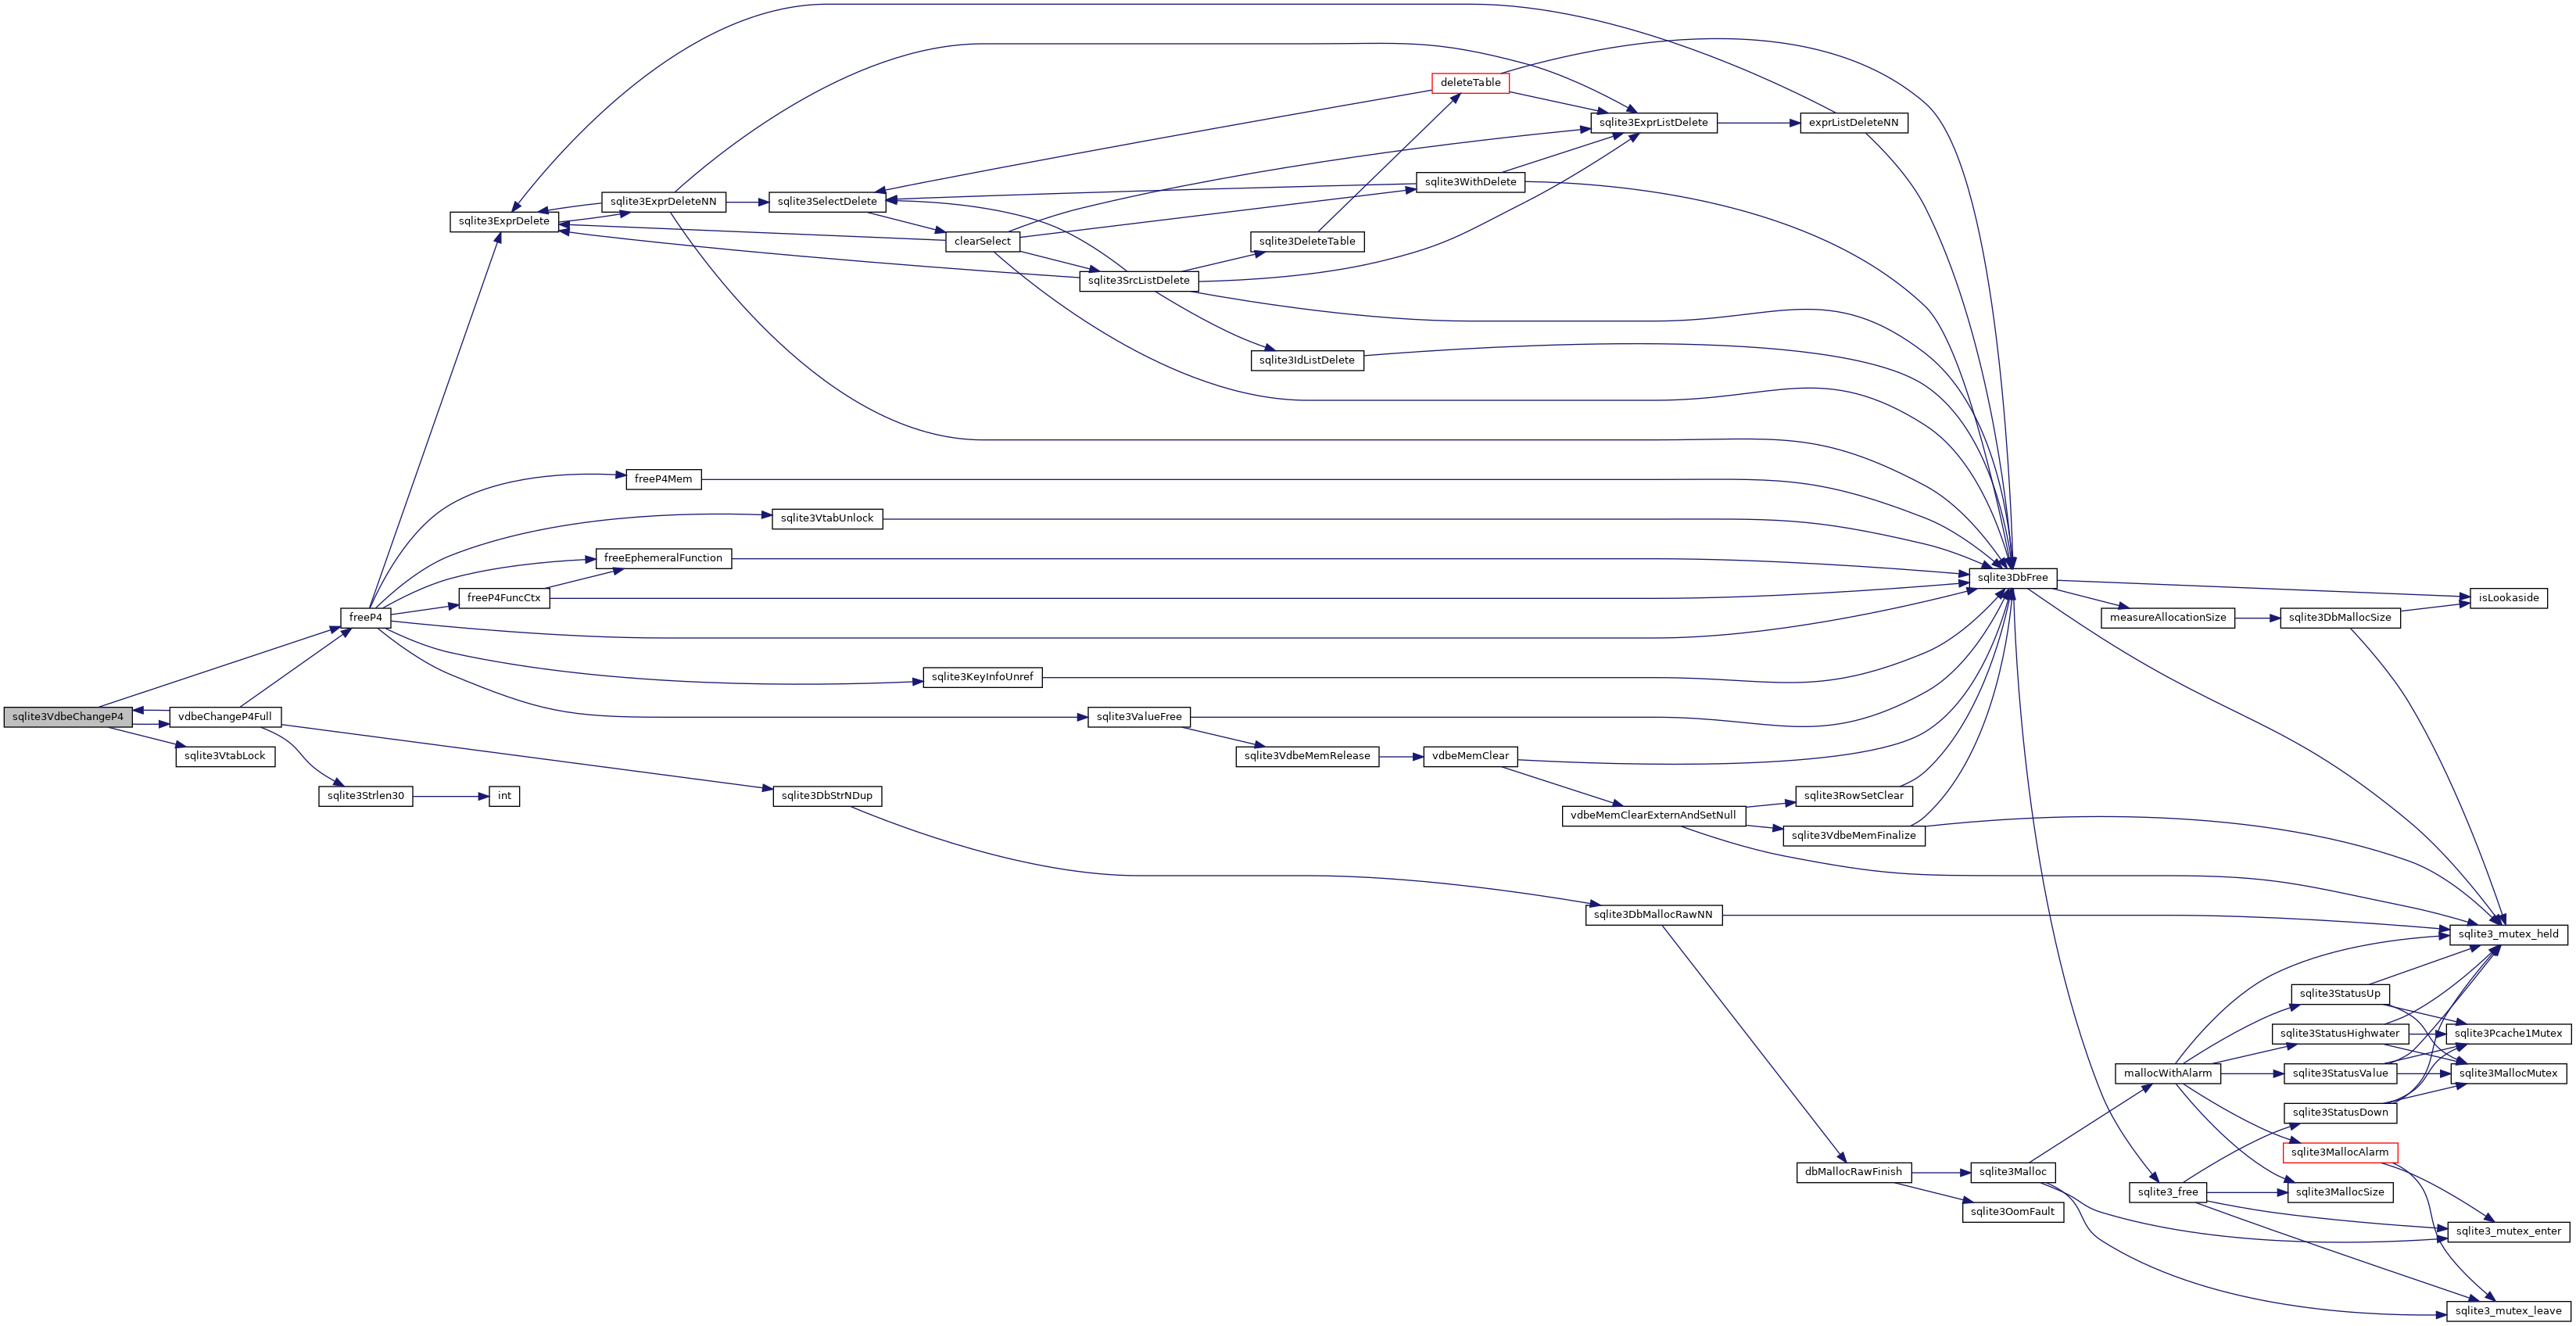 deleteTable
sqlite3ExprListDelete
exprListDeleteNN
sqlite3WithDelete
sqlite3ExprDeleteNN
sqlite3SelectDelete
sqlite3ExprDelete
clearSelect
sqlite3DeleteTable
sqlite3SrcListDelete
sqlite3IdListDelete
freeP4Mem
sqlite3VtabUnlock
freeEphemeralFunction
sqlite3DbFree
freeP4FuncCtx
isLookaside
freeP4
measureAllocationSize
sqlite3DbMallocSize
sqlite3KeyInfoUnref
sqlite3VdbeChangeP4
vdbeChangeP4Full
sqlite3ValueFree
sqlite3VtabLock
sqlite3VdbeMemRelease
vdbeMemClear
sqlite3Strlen30
int
sqlite3DbStrNDup
sqlite3RowSetClear
vdbeMemClearExternAndSetNull
sqlite3VdbeMemFinalize
sqlite3DbMallocRawNN
sqlite3_mutex_held
sqlite3StatusUp
sqlite3StatusHighwater
sqlite3Pcache1Mutex
mallocWithAlarm
sqlite3StatusValue
sqlite3MallocMutex
sqlite3StatusDown
sqlite3MallocAlarm
dbMallocRawFinish
sqlite3Malloc
sqlite3_free
sqlite3MallocSize
sqlite3OomFault
sqlite3_mutex_enter
sqlite3_mutex_leave